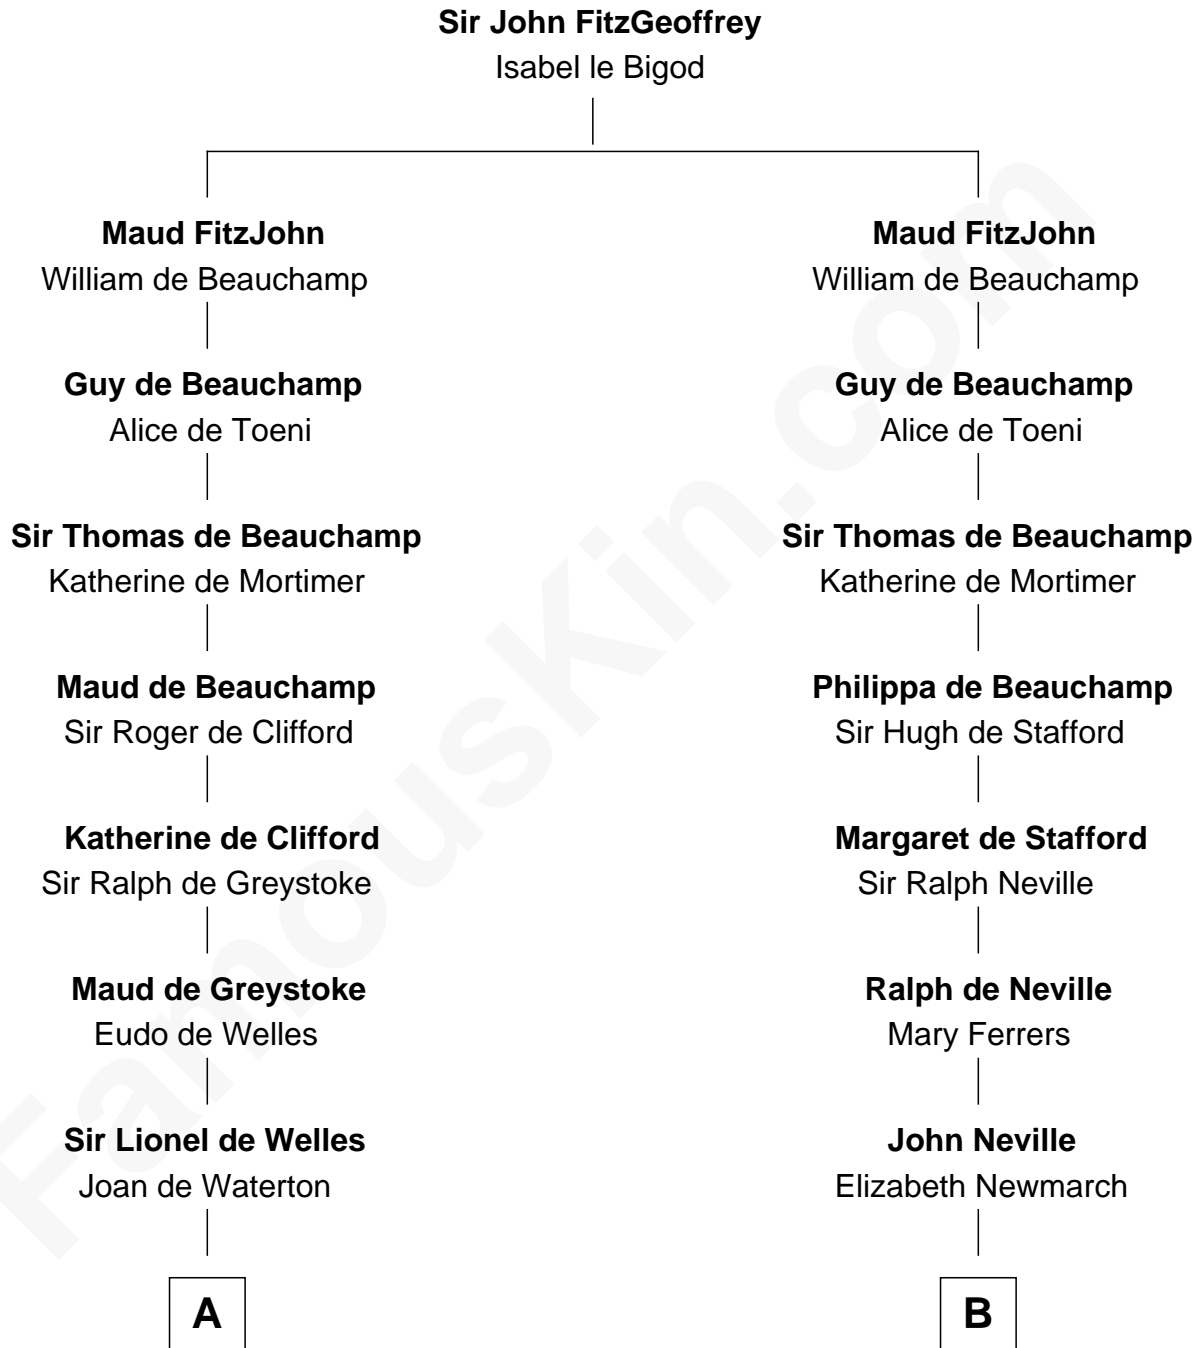 Sir John FitzGeoffrey
Isabel le Bigod
Maud FitzJohn
William de Beauchamp
Maud FitzJohn
William de Beauchamp
Guy de Beauchamp
Alice de Toeni
Guy de Beauchamp
Alice de Toeni
Sir Thomas de Beauchamp
Katherine de Mortimer
Sir Thomas de Beauchamp
Katherine de Mortimer
Maud de Beauchamp
Sir Roger de Clifford
Philippa de Beauchamp
Sir Hugh de Stafford
Katherine de Clifford
Sir Ralph de Greystoke
Margaret de Stafford
Sir Ralph Neville
Maud de Greystoke
Eudo de Welles
Ralph de Neville
Mary Ferrers
Sir Lionel de Welles
Joan de Waterton
John Neville
Elizabeth Newmarch
A
B
FamousKin.com